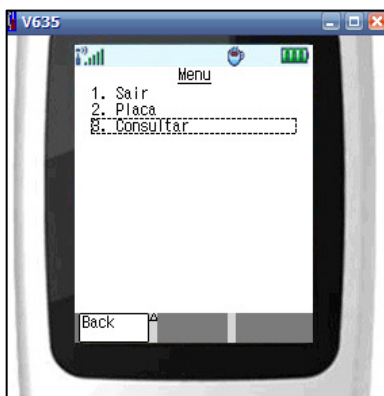 V635
Menu
1. Sair
2. Placa
3. Consultar
Back